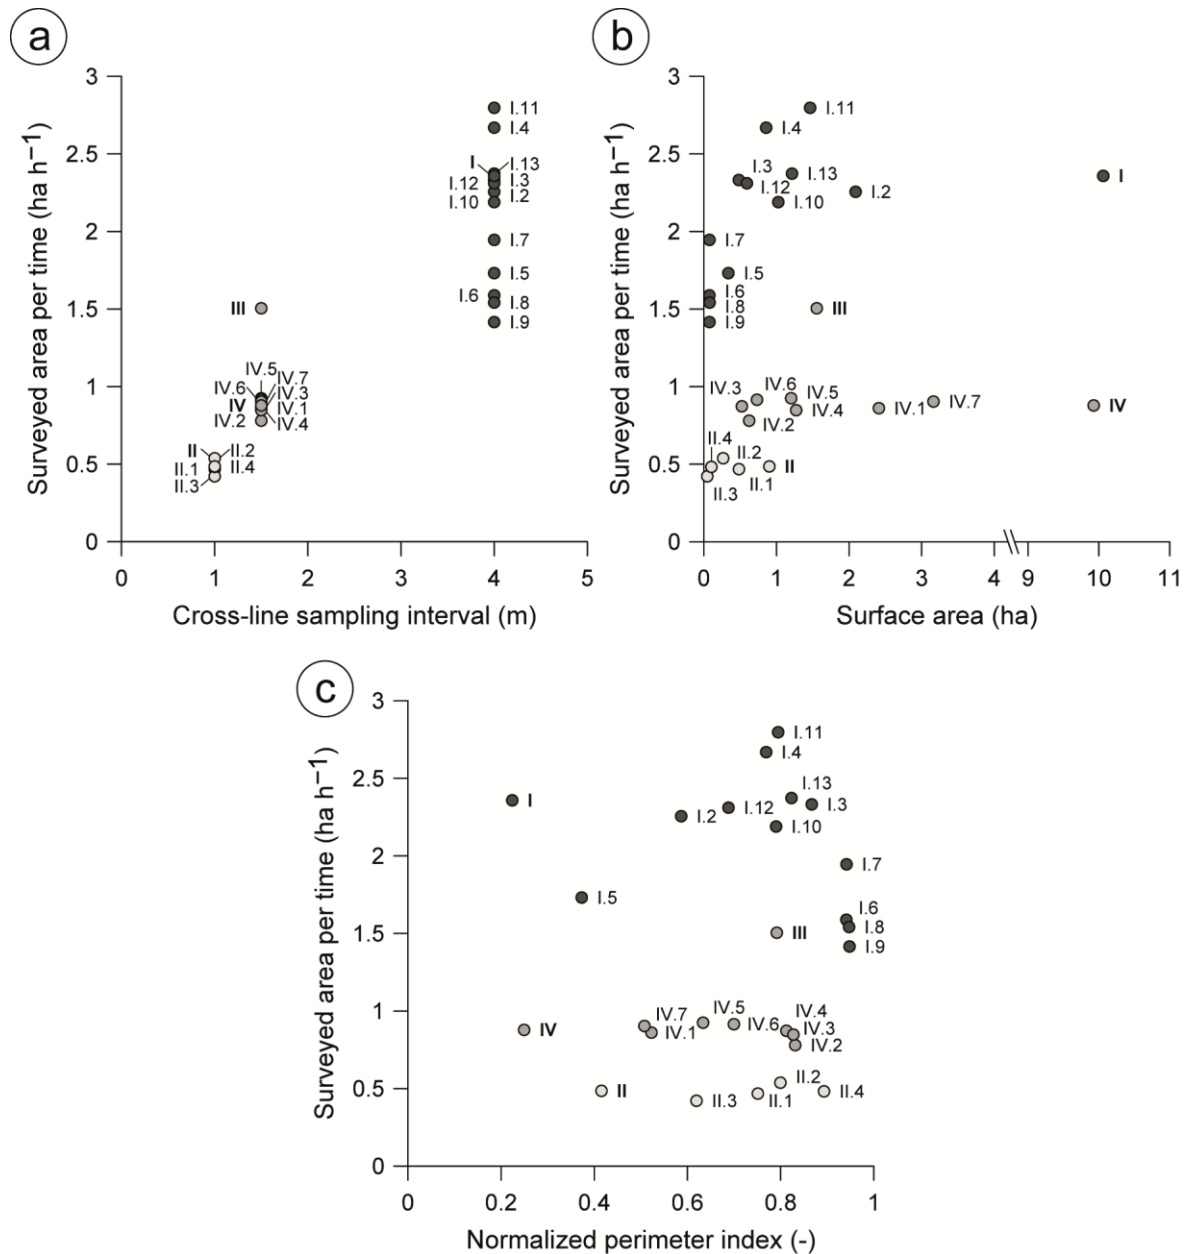 a
Surveyed area per time (ha h⁻¹)
3
2.5
2
1.5
1
0.5
0
I.11
I.4
I
I.13
I.12
I.3
I.2
I.10
I.7
I.5
I.6
I.8
I.9
III
IV.5
IV.6
IV.7
IV.3
IV
IV.1
IV.2
IV.4
II
II.2
II.1
II.4
II.3
0 1 2 3 4 5
Cross-line sampling interval (m)
b
Surveyed area per time (ha h⁻¹)
3
2.5
2
1.5
1
0.5
0
I.11
I.4
I.3
I.13
I
I.12
I.2
I.10
I.7
I.5
I.6
I.8
III
I.9
IV.3
IV.6
IV.5
IV.4
IV.1
IV.7
IV
IV.2
II.4
II.2
II
II.1
II.3
0 1 2 3 4 9 10 11
Surface area (ha)
c
Surveyed area per time (ha h⁻¹)
3
2.5
2
1.5
1
0.5
0
I.11
I.4
I.13
I
I.12
I.3
I.2
I.10
I.7
I.5
I.6
I.8
III
I.9
IV.7
IV.5
IV.4
IV
IV.1
IV.6
IV.3
IV.2
II.2
II
II.3
II.1
II.4
0 0.2 0.4 0.6 0.8 1
Normalized perimeter index (-)